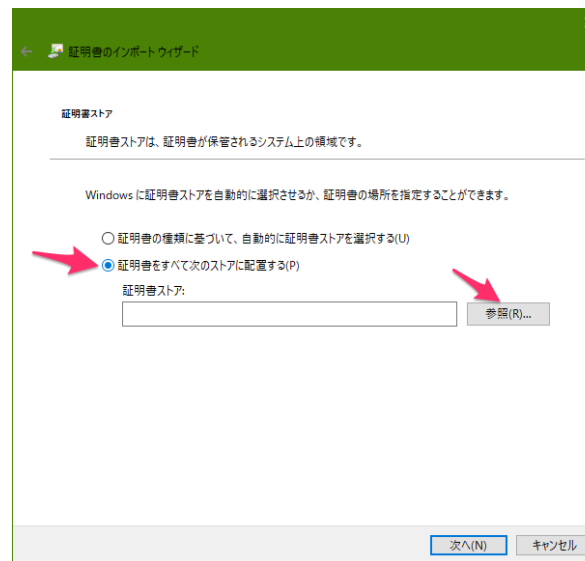 証明書のインポート ウィザード
証明書ストア
証明書ストアは、証明書が保管されるシステム上の領域です。
Windows に証明書ストアを自動的に選択させるか、証明書の場所を指定することができます。
証明書の種類に基づいて、自動的に証明書ストアを選択する(U)
証明書をすべて次のストアに配置する(P)
証明書ストア:
参照(R)...
次へ(N)
キャンセル